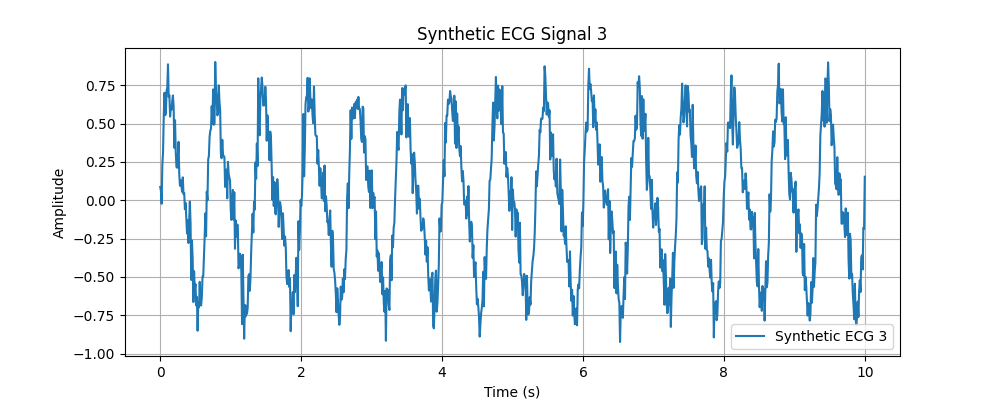 Synthetic ECG Signal 3
Amplitude
0.75
0.50
0.25
0.00
−0.25
−0.50
−0.75
−1.00
0 2 4 6 8 10
Time (s)
Synthetic ECG 3